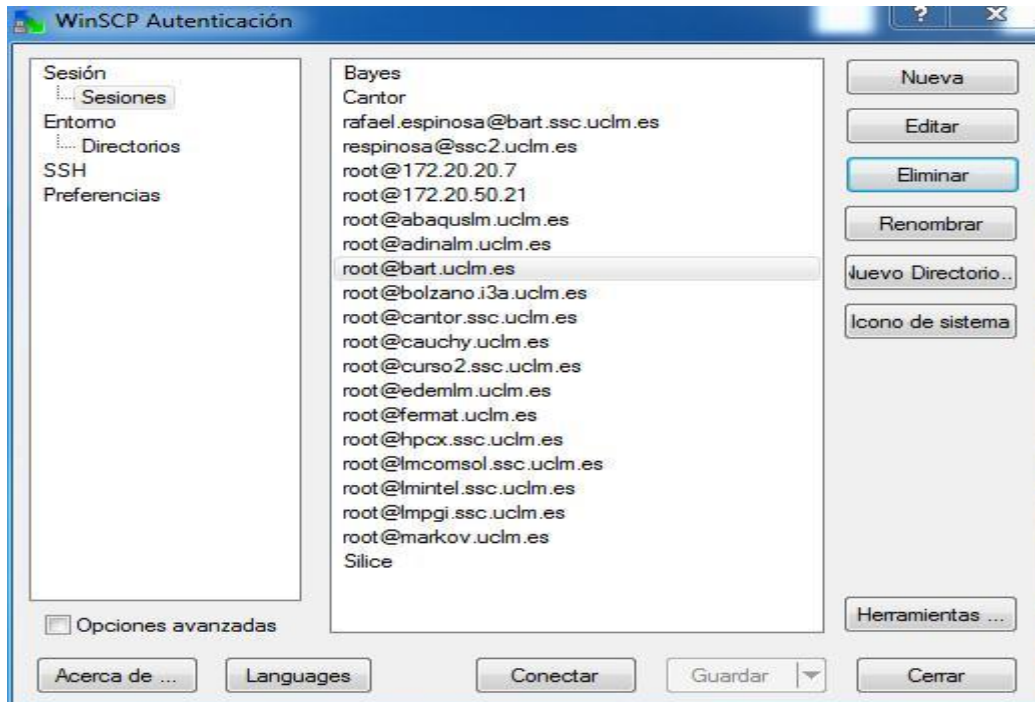 WinSCP Autenticación
?
X
Sesión
Sesiones
Entorno
Directorios
SSH
Preferencias
Opciones avanzadas
Bayes
Cantor
rafael.espinosa@bart.ssc.uclm.es
respinosa@ssc2.uclm.es
root@172.20.20.7
root@172.20.50.21
root@abaquslm.uclm.es
root@adinalm.uclm.es
root@bart.uclm.es
root@bolzano.i3a.uclm.es
root@cantor.ssc.uclm.es
root@cauchy.uclm.es
root@curso2.ssc.uclm.es
root@edemlm.uclm.es
root@fermat.uclm.es
root@hpcx.ssc.uclm.es
root@lmcomsol.ssc.uclm.es
root@lmintel.ssc.uclm.es
root@lmpgi.ssc.uclm.es
root@markov.uclm.es
Silice
Nueva
Editar
Eliminar
Renombrar
Nuevo Directorio..
Icono de sistema
Herramientas ...
Acerca de ...
Languages
Conectar
Guardar
Cerrar